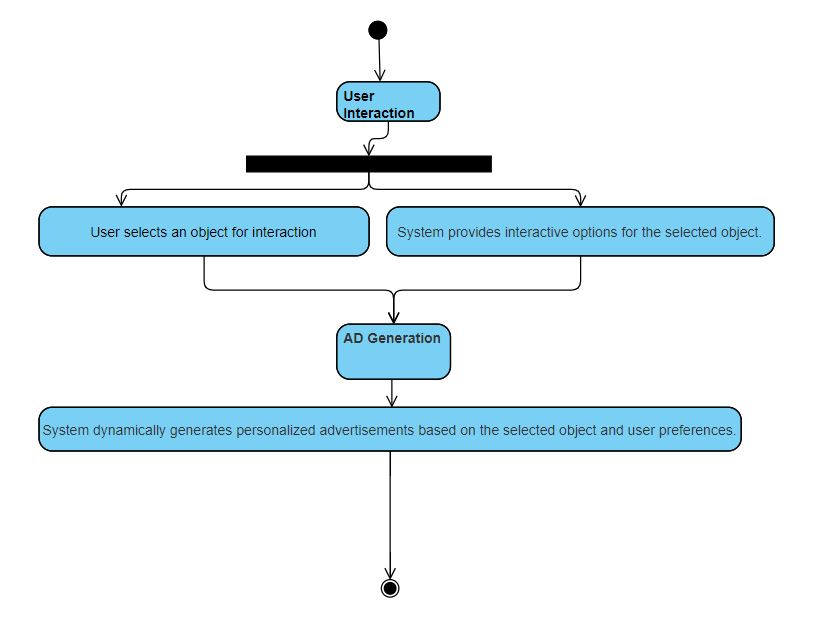 User
Interaction
User selects an object for interaction
System provides interactive options for the selected object.
AD Generation
System dynamically generates personalized advertisements based on the selected object and user preferences.